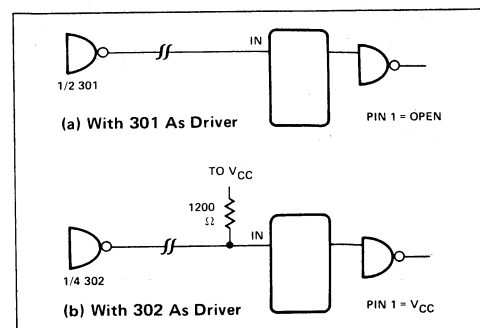 IN
1/2 301
(a) With 301 As Driver
PIN 1 = OPEN
TO VCC
1200
Ω
IN
1/4 302
(b) With 302 As Driver
PIN 1 = VCC